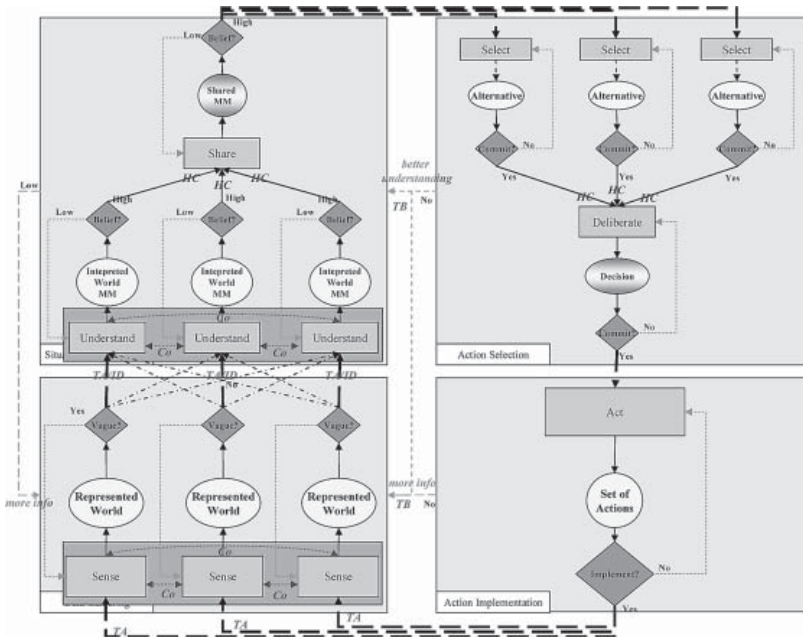 High
Low
Belief?
Shared
MM
Share
HC
HC
HC
High
High
High
Low
Low
Low
Belief?
Belief?
Belief?
Intepreted
World
MM
Intepreted
World
MM
Intepreted
World
MM
Co
Understand
Understand
Understand
Co
Co
Select
Select
Select
Alternative
Alternative
Alternative
Commit?
No
Commit?
No
Commit?
No
Yes
Yes
Yes
HC
HC
HC
Deliberate
Decision
Commit?
No
Yes
Action Selection
better
understanding
TB
No
Low
more info
TA/ID
TA/ID
TA/ID
Yes
No
Vague?
Vague?
Vague?
Represented
World
Represented
World
Represented
World
Co
Sense
Sense
Sense
Co
Co
TA
TA
TA
more info
TB
No
Act
Set of
Actions
Implement?
No
Yes
Action Implementation